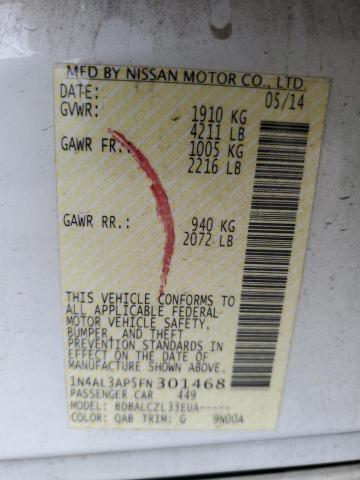 MFD BY NISSAN MOTOR CO., LTD.
DATE: 05/14
GVWR: 1910 KG
4211 LB
GAWR FR.: 1005 KG
2216 LB
GAWR RR.: 940 KG
2072 LB
THIS VEHICLE CONFORMS TO
ALL APPLICABLE FEDERAL
MOTOR VEHICLE SAFETY,
BUMPER, AND THEFT
PREVENTION STANDARDS IN
EFFECT ON THE DATE OF
MANUFACTURE SHOWN ABOVE.
1N4AL3AP5FN301468
PASSENGER CAR 449
MODEL: BDBALCZL33EUA-----
COLOR: QAB TRIM: G 9N00A